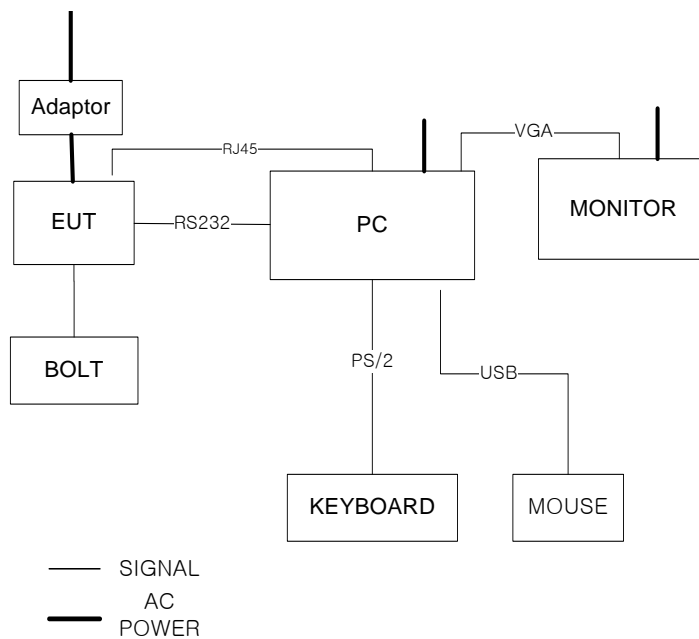 Adaptor
RJ45
VGA
EUT
RS232
PC
MONITOR
BOLT
PS/2
USB
KEYBOARD
MOUSE
SIGNAL
AC
POWER